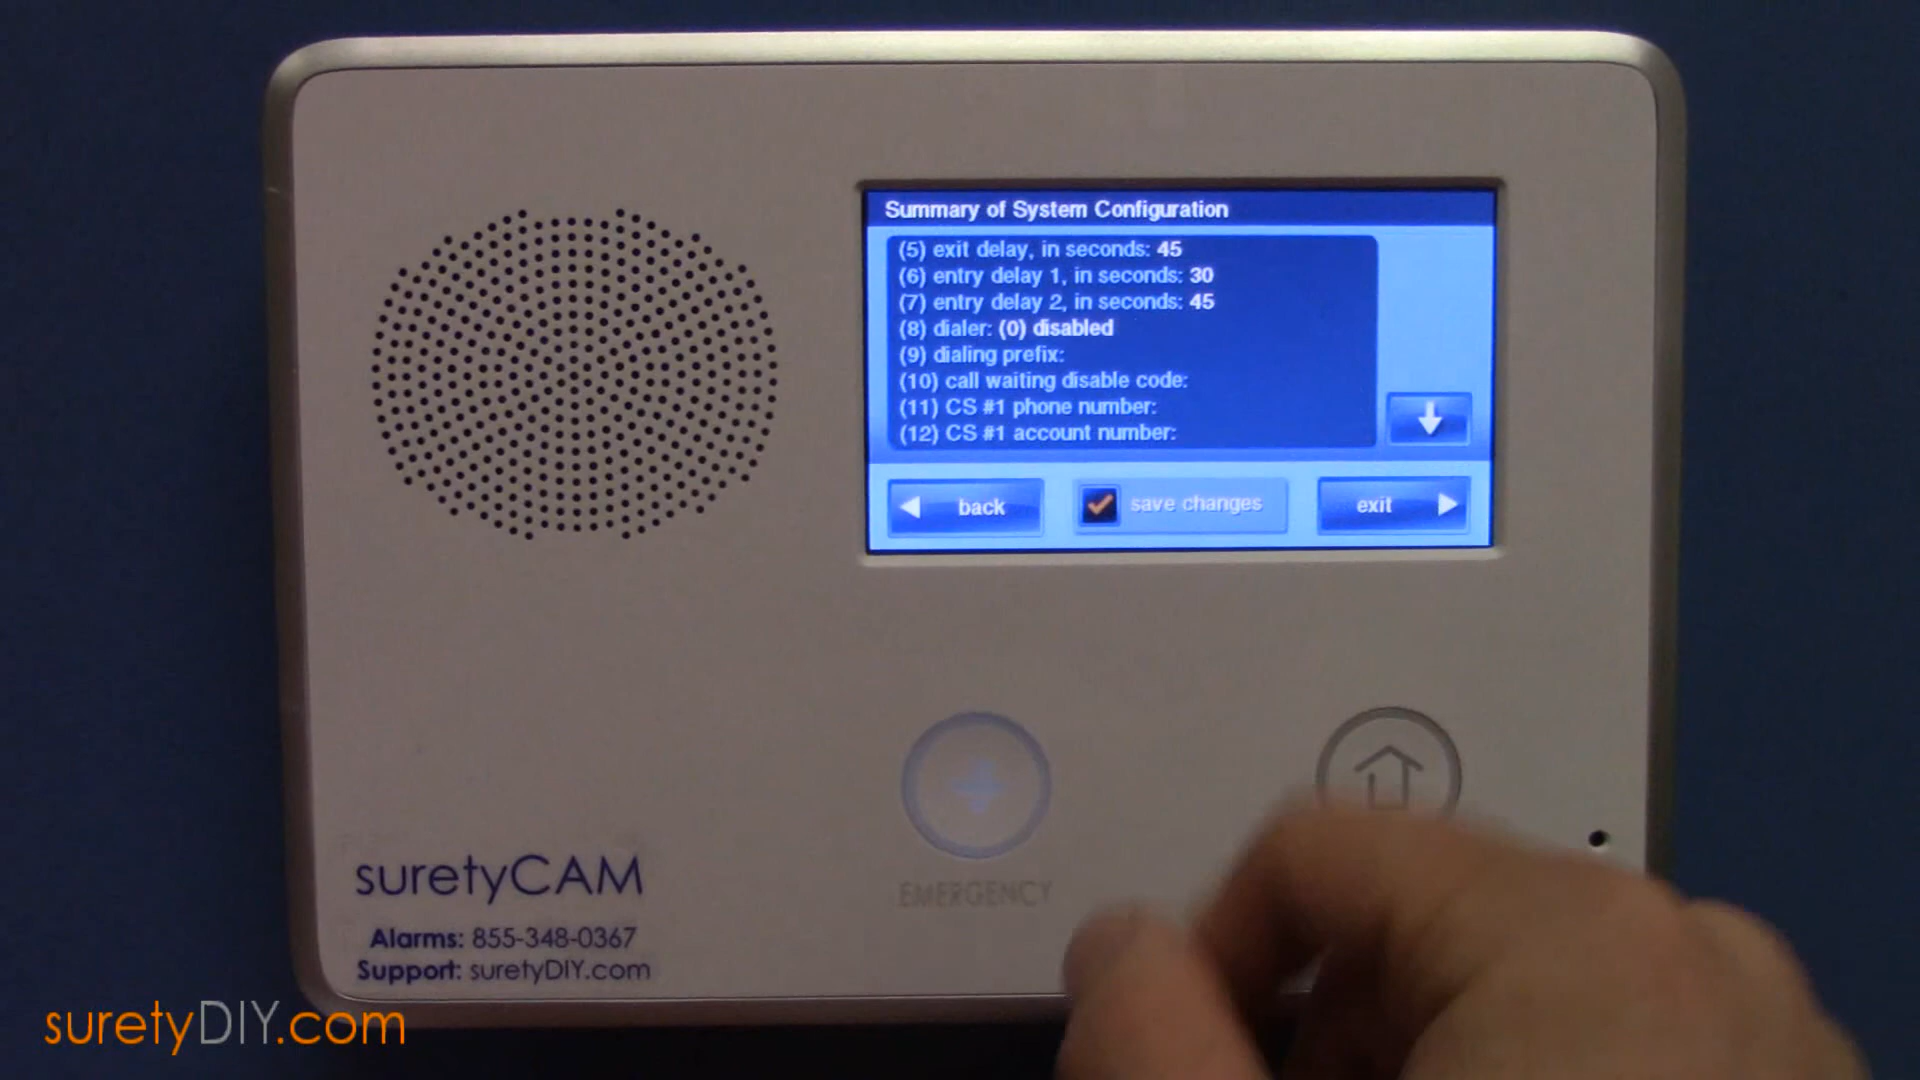 Summary of System Configuration
(5) exit delay, in seconds: 45
(6) entry delay 1, in seconds: 30
(7) entry delay 2, in seconds: 45
(8) dialer: (0) disabled
(9) dialing prefix:
(10) call waiting disable code:
(11) CS #1 phone number:
(12) CS #1 account number:
back
save changes
exit
EMERGENCY
suretyCAM
Alarms: 855-348-0367
Support: suretyDIY.com
suretyDIY.com